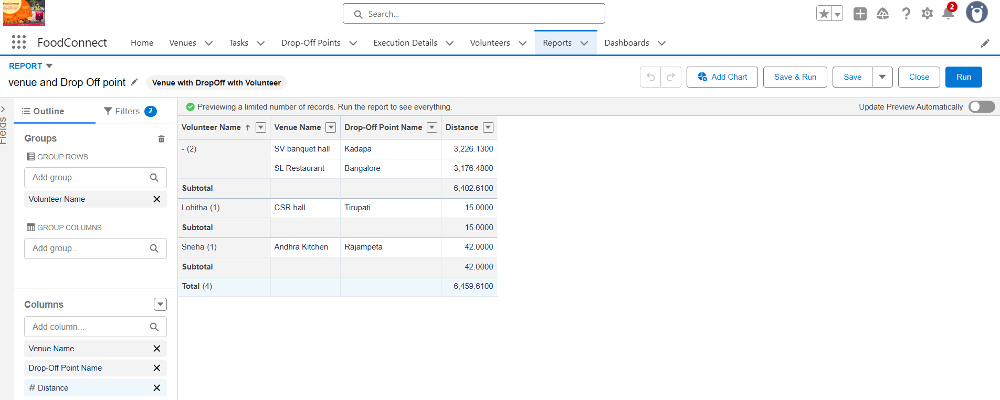 Food Connect
Search...
2
FoodConnect
Home
Venues
Tasks
Drop-Off Points
Execution Details
Volunteers
Reports
Dashboards
REPORT
venue and Drop Off point
Venue with DropOff with Volunteer
Add Chart
Save & Run
Save
Close
Run
Fields
Outline
Filters 2
Previewing a limited number of records. Run the report to see everything.
Update Preview Automatically
Groups
GROUP ROWS
Add group...
Volunteer Name
GROUP COLUMNS
Add group...
Columns
Add column...
Venue Name
Drop-Off Point Name
# Distance
Volunteer Name ↑ Venue Name Drop-Off Point Name Distance
- (2) SV banquet hall Kadapa 3,226.1300
SL Restaurant Bangalore 3,176.4800
Subtotal 6,402.6100
Lohitha (1) CSR hall Tirupati 15.0000
Subtotal 15.0000
Sneha (1) Andhra Kitchen Rajampeta 42.0000
Subtotal 42.0000
Total (4) 6,459.6100